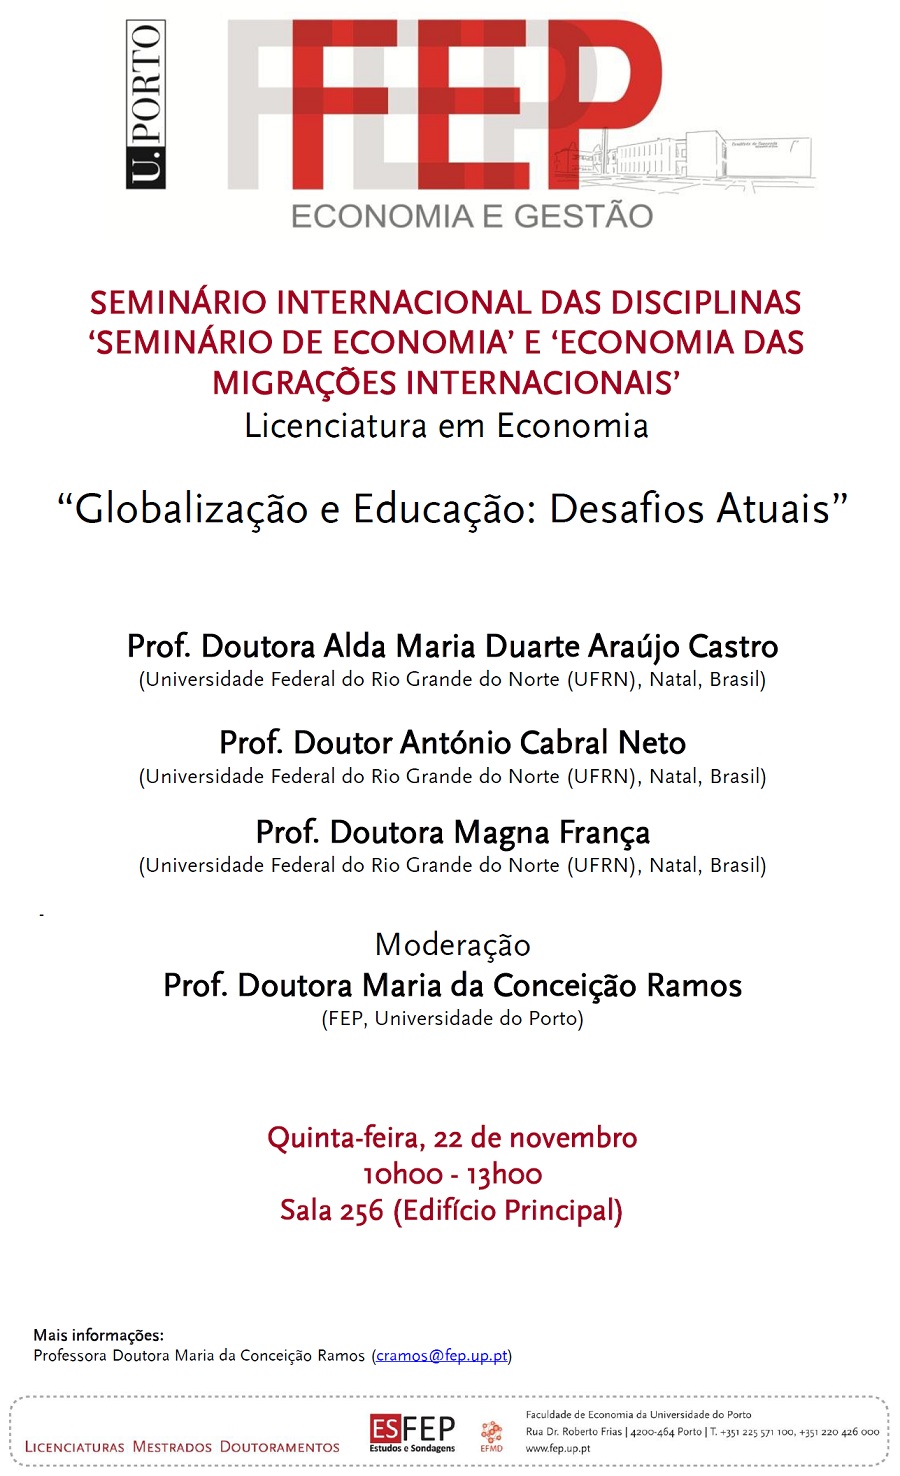 U.PORTO
FEP
ECONOMIA E GESTÃO
SEMINÁRIO INTERNACIONAL DAS DISCIPLINAS
‘SEMINÁRIO DE ECONOMIA’ E ‘ECONOMIA DAS
MIGRAÇÕES INTERNACIONAIS’
Licenciatura em Economia
“Globalização e Educação: Desafios Atuais”
Prof. Doutora Alda Maria Duarte Araújo Castro
(Universidade Federal do Rio Grande do Norte (UFRN), Natal, Brasil)
Prof. Doutor António Cabral Neto
(Universidade Federal do Rio Grande do Norte (UFRN), Natal, Brasil)
Prof. Doutora Magna França
(Universidade Federal do Rio Grande do Norte (UFRN), Natal, Brasil)
-
Moderação
Prof. Doutora Maria da Conceição Ramos
(FEP, Universidade do Porto)
Quinta-feira, 22 de novembro
10h00 - 13h00
Sala 256 (Edifício Principal)
Mais informações:
Professora Doutora Maria da Conceição Ramos (cramos@fep.up.pt)
LICENCIATURAS MESTRADOS DOUTORAMENTOS
ESFEP
Estudos e Sondagens
EFMD
Faculdade de Economia da Universidade do Porto
Rua Dr. Roberto Frias | 4200-464 Porto | T. +351 225 571 100, +351 220 426 000
www.fep.up.pt